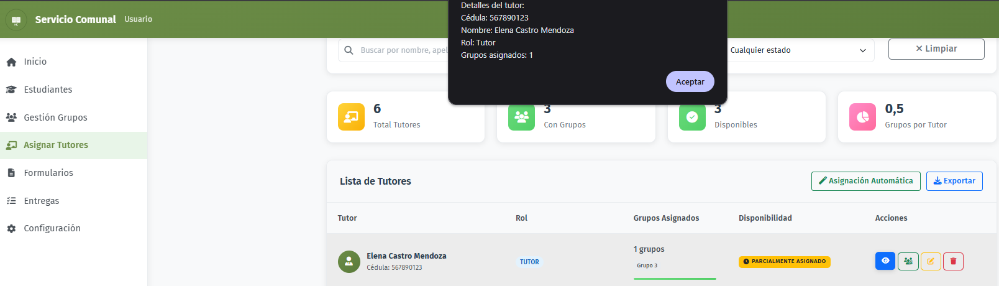 Detalles del tutor:
Cédula: 567890123
Nombre: Elena Castro Mendoza
Rol: Tutor
Grupos asignados: 1
Aceptar
IC
Servicio Comunal
Usuario
Inicio
Estudiantes
Gestión Grupos
Asignar Tutores
Formularios
Entregas
Configuración
Buscar por nombre, apel
Cualquier estado
Limpiar
6
Total Tutores
3
Con Grupos
3
Disponibles
0,5
Grupos por Tutor
Lista de Tutores
Asignación Automática
Exportar
Tutor
Rol
Grupos Asignados
Disponibilidad
Acciones
Elena Castro Mendoza
Cédula: 567890123
TUTOR
1 grupos
Grupo 3
PARCIALMENTE ASIGNADO